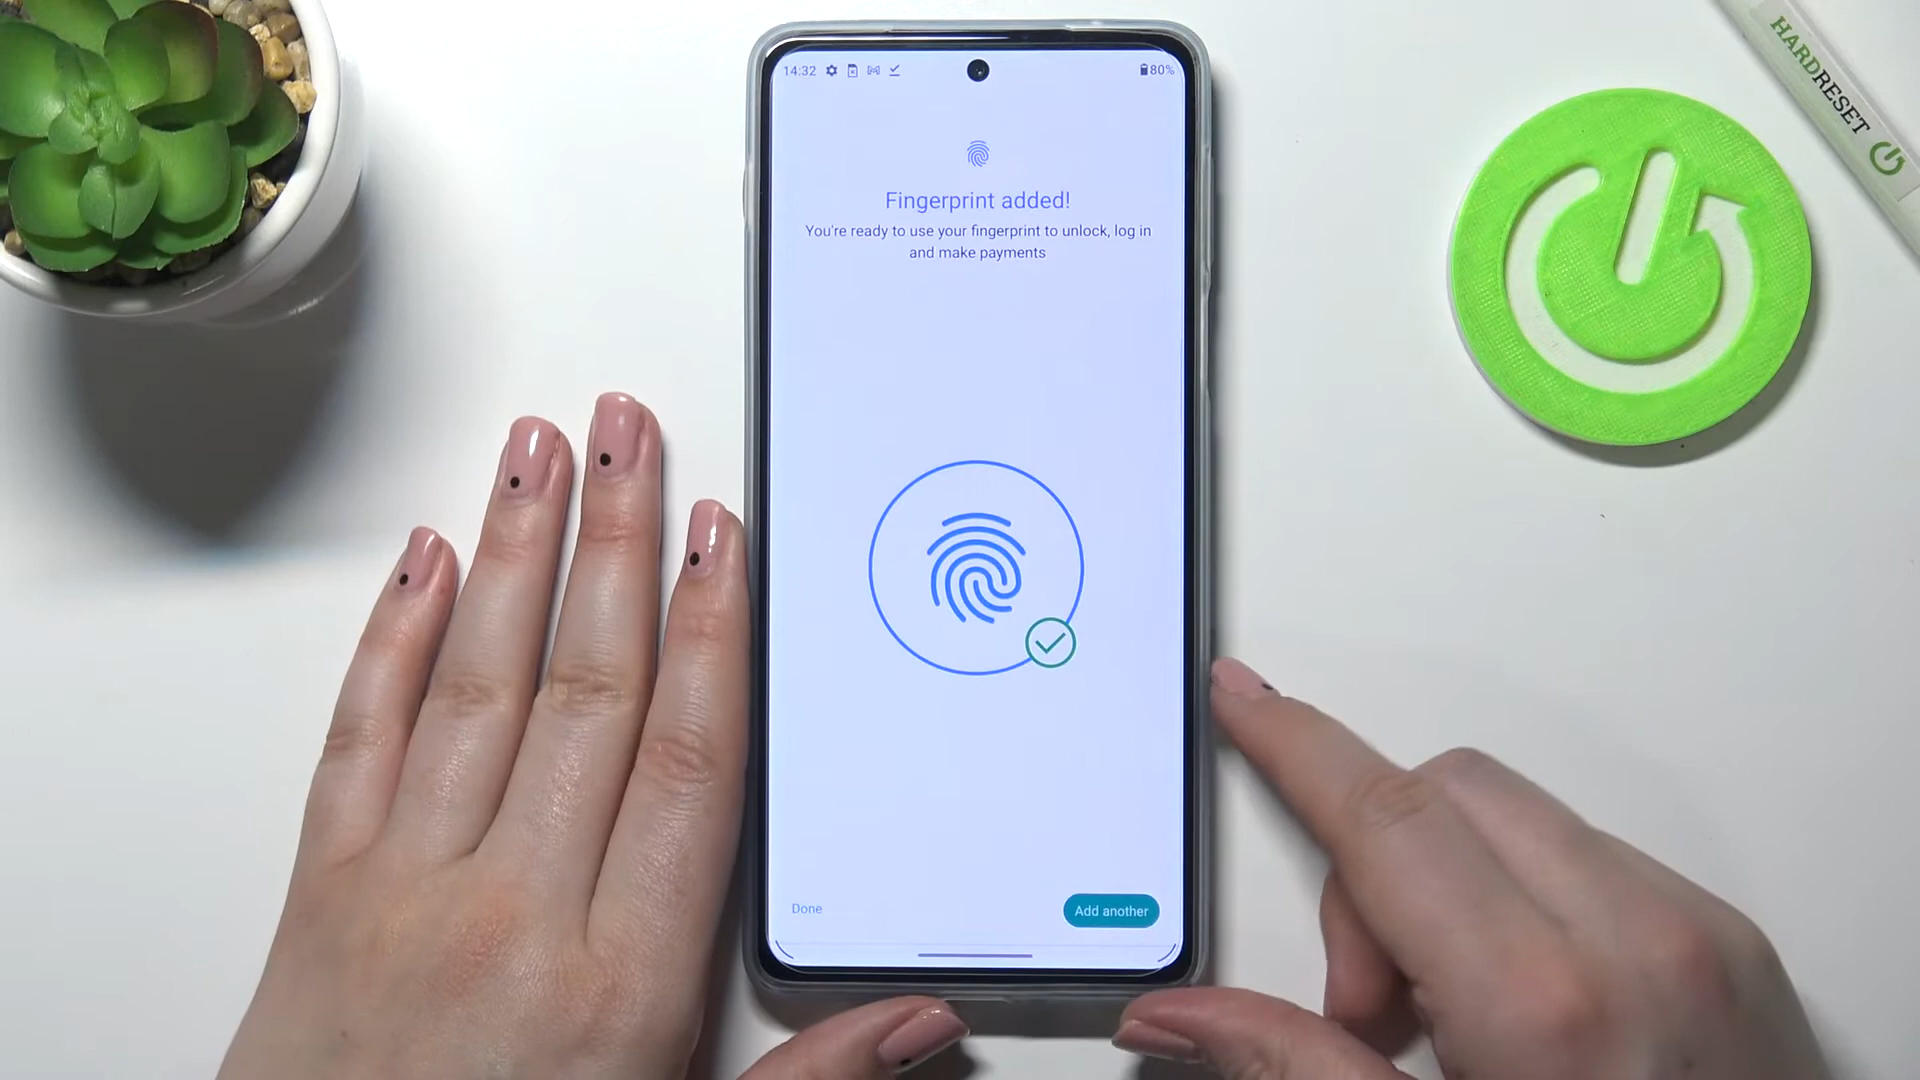 14:32
80%
Fingerprint added!
You're ready to use your fingerprint to unlock, log in
and make payments
Done
Add another
HARDRESET